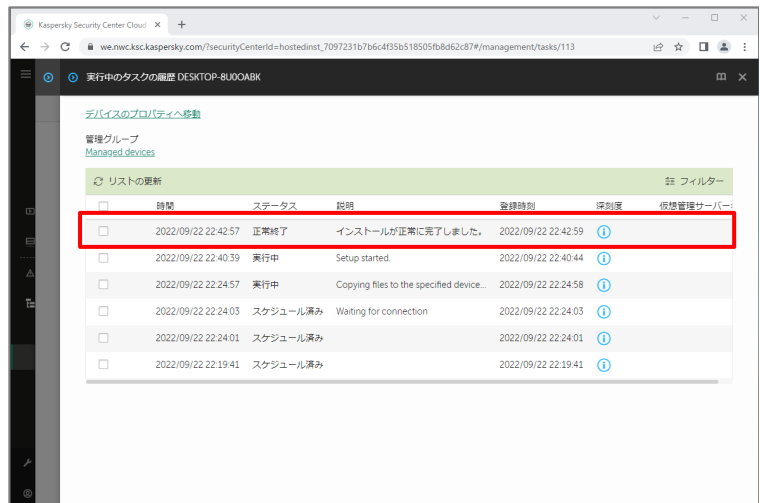 Kaspersky Security Center Cloud
we.nwc.ksc.kaspersky.com/?securityCenterId=hostedinst_7097231b7b6c4f35b518505fb8d62c87#/management/tasks/113
実行中のタスクの履歴 DESKTOP-8U0OABK
デバイスのプロパティへ移動
管理グループ
Managed devices
リストの更新 フィルター
時間 ステータス 説明 登録時刻 深刻度 仮想管理サーバー
2022/09/22 22:42:57 正常終了 インストールが正常に完了しました。 2022/09/22 22:42:59
2022/09/22 22:40:39 実行中 Setup started. 2022/09/22 22:40:44
2022/09/22 22:24:57 実行中 Copying files to the specified device... 2022/09/22 22:24:58
2022/09/22 22:24:03 スケジュール済み Waiting for connection 2022/09/22 22:24:03
2022/09/22 22:24:01 スケジュール済み 2022/09/22 22:24:01
2022/09/22 22:19:41 スケジュール済み 2022/09/22 22:19:41